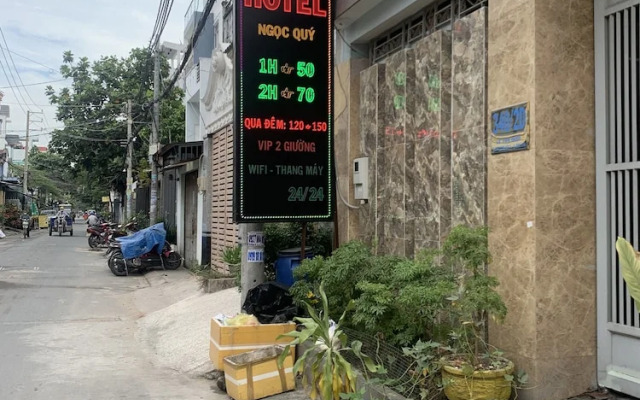 HOTEL
NGỌC QUÝ
1H 👉 50
2H 👉 70
QUA ĐÊM: 120 ➡ 150
VIP 2 GIƯỜNG
WIFI - THANG MÁY
24/24